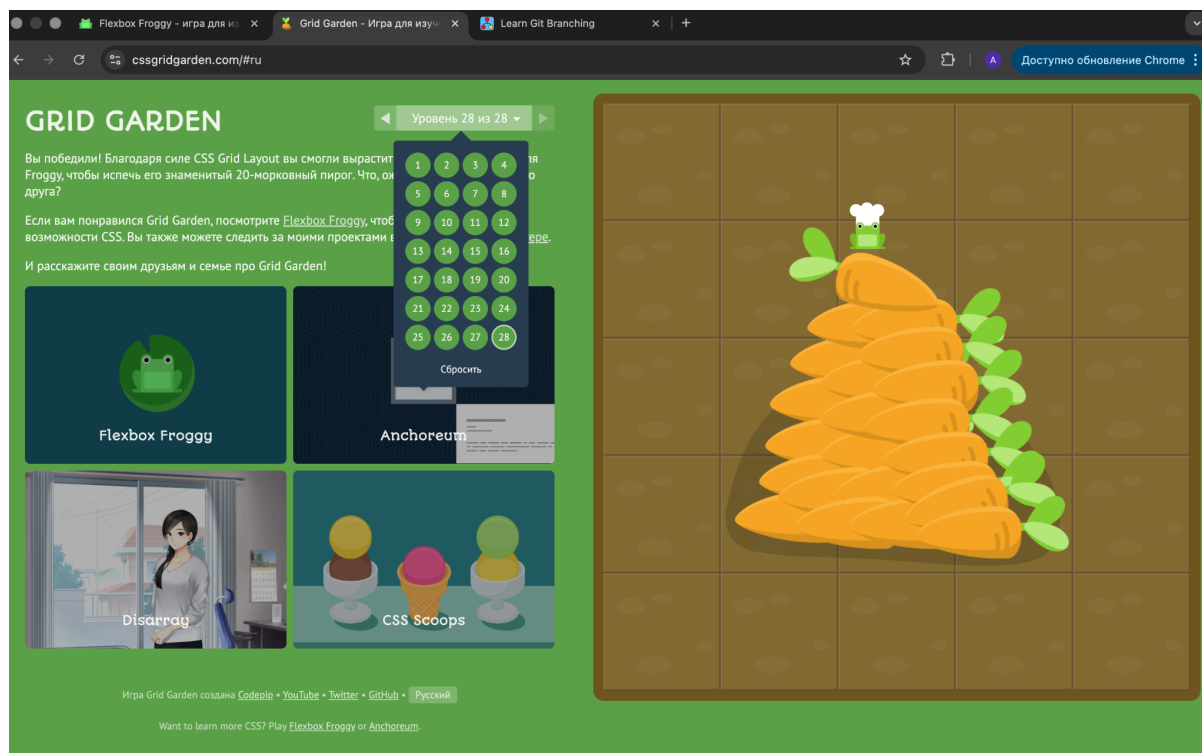 Flexbox Froggy - игра для из
Grid Garden - Игра для изуч
Learn Git Branching
cssgridgarden.com/#ru
A
Доступно обновление Chrome
GRID GARDEN
Уровень 28 из 28
Вы победили! Благодаря силе CSS Grid Layout вы смогли вырастит
Froggy, чтобы испечь его знаменитый 20-морковный пирог. Что,
друга?
Если вам понравился Grid Garden, посмотрите Flexbox Froggy,
возможности CSS. Вы также можете следить за моими проектами
И расскажите своим друзьям и семье про Grid Garden!
1 2 3 4
5 6 7 8
9 10 11 12
13 14 15 16
17 18 19 20
21 22 23 24
25 26 27 28
Сбросить
Flexbox Froggy
Anchoreum
Disarray
CSS Scoops
Игра Grid Garden создана Codepip • YouTube • Twitter • GitHub • Русский
Want to learn more CSS? Play Flexbox Froggy or Anchoreum.